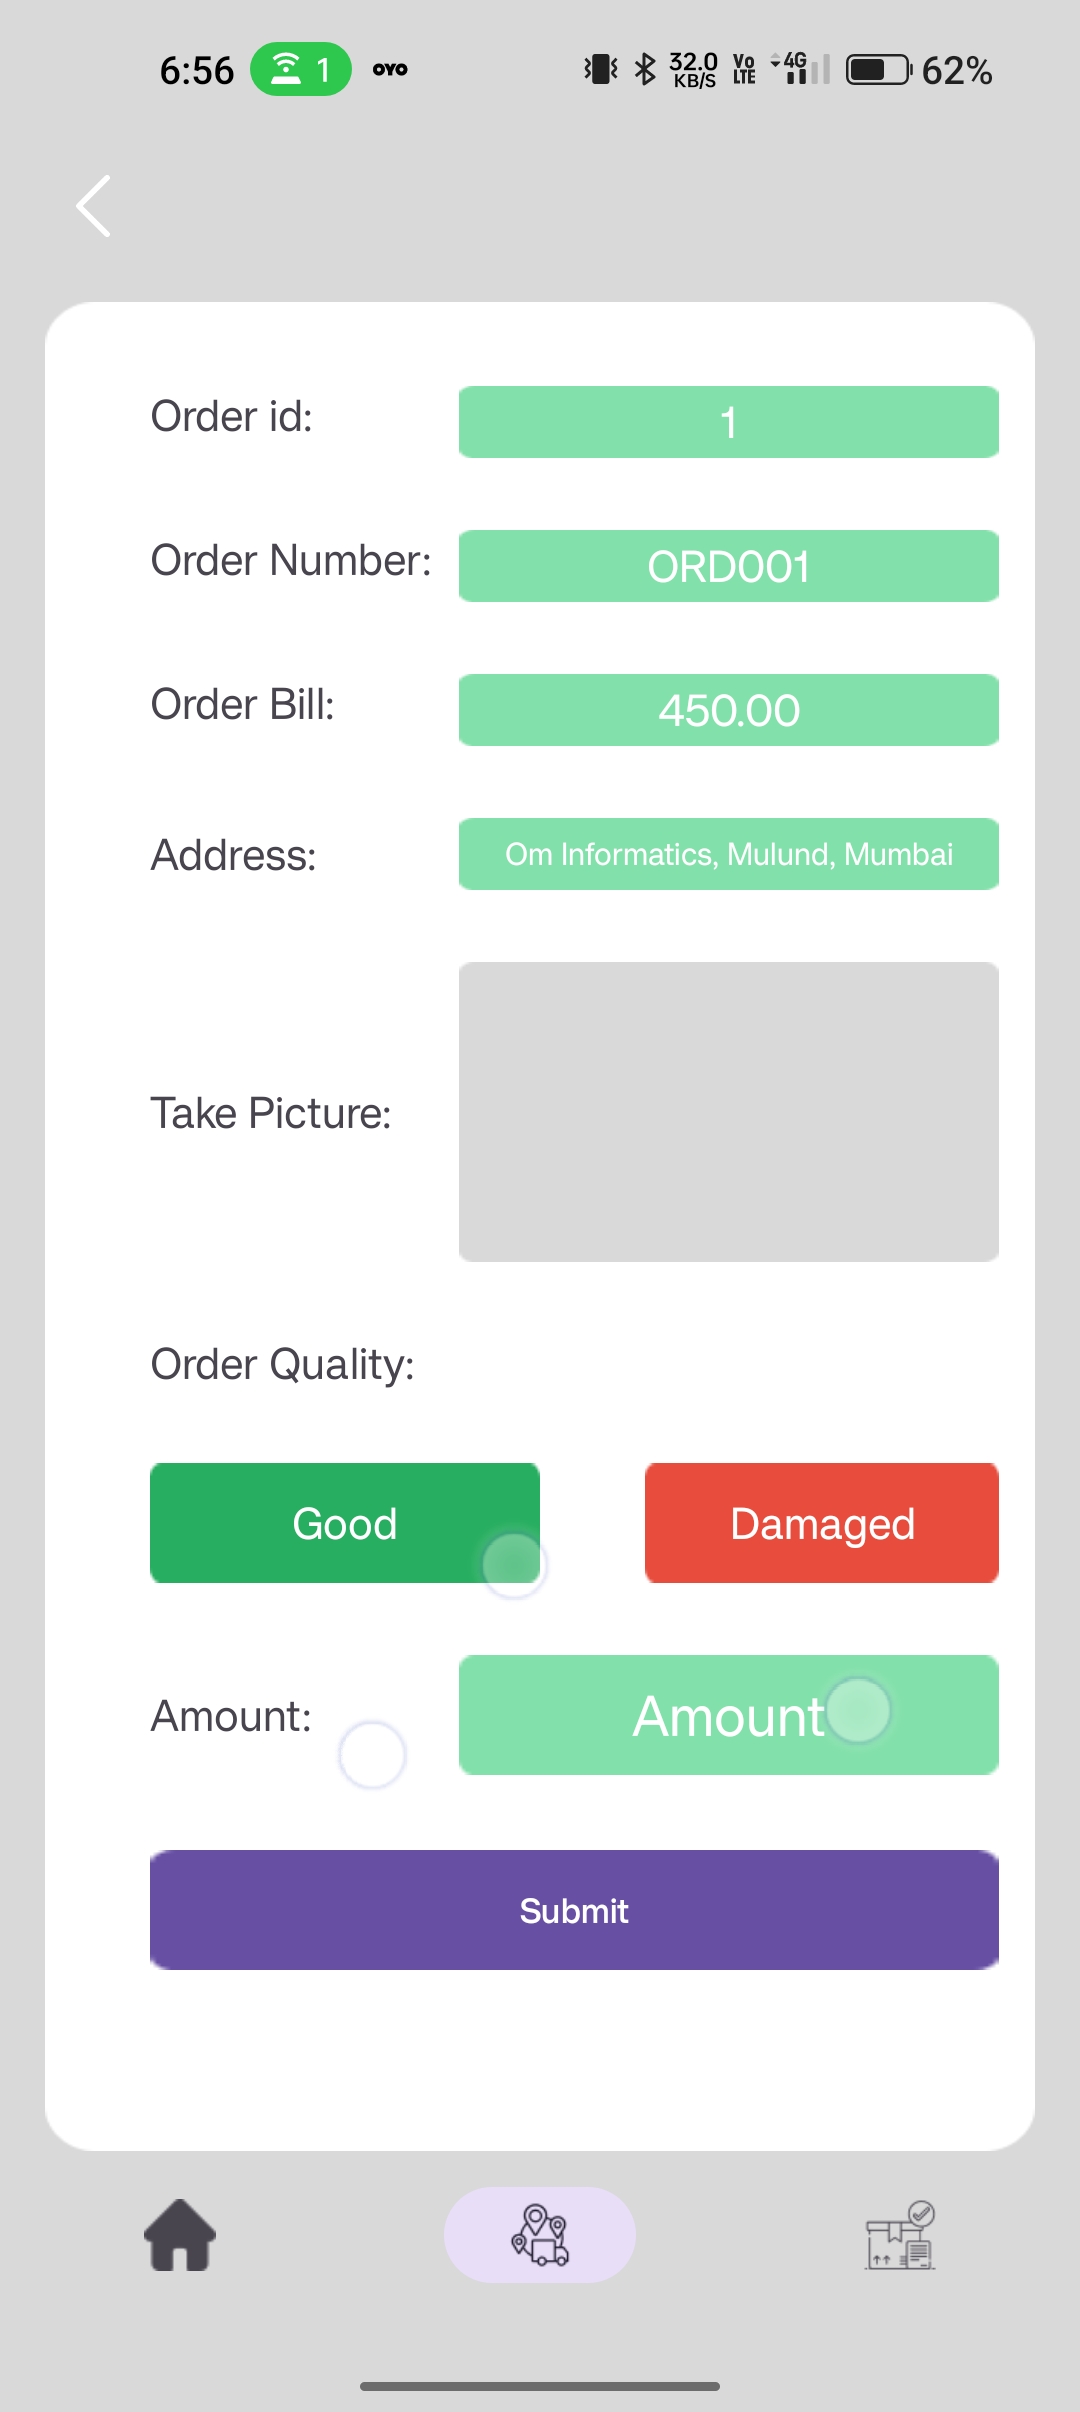 6:56 1 OYO 32.0 KB/S Vo LTE 4G 62%
Order id: 1
Order Number: ORD001
Order Bill: 450.00
Address: Om Informatics, Mulund, Mumbai
Take Picture:
Order Quality:
Good Damaged
Amount: Amount
Submit